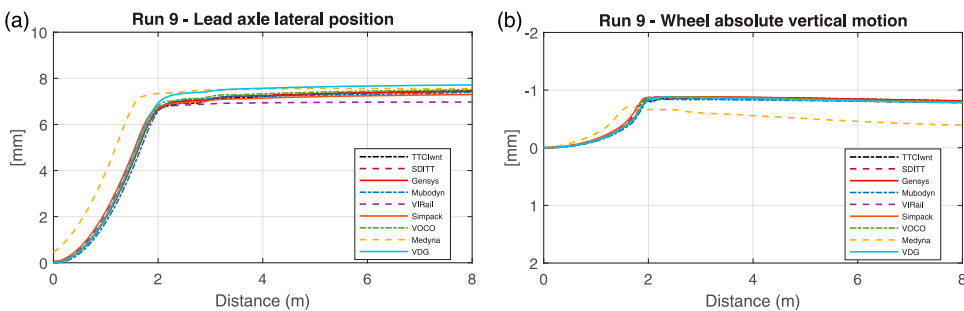 (a)
Run 9 - Lead axle lateral position
10
8
6
4
2
0
[mm]
TTCIwnt
SDITT
Gensys
Mubodyn
VIRail
Simpack
VOCO
Medyna
VDG
0 2 4 6 8
Distance (m)
(b)
Run 9 - Wheel absolute vertical motion
-2
-1
0
1
2
[mm]
TTCIwnt
SDITT
Gensys
Mubodyn
VIRail
Simpack
VOCO
Medyna
VDG
0 2 4 6 8
Distance (m)